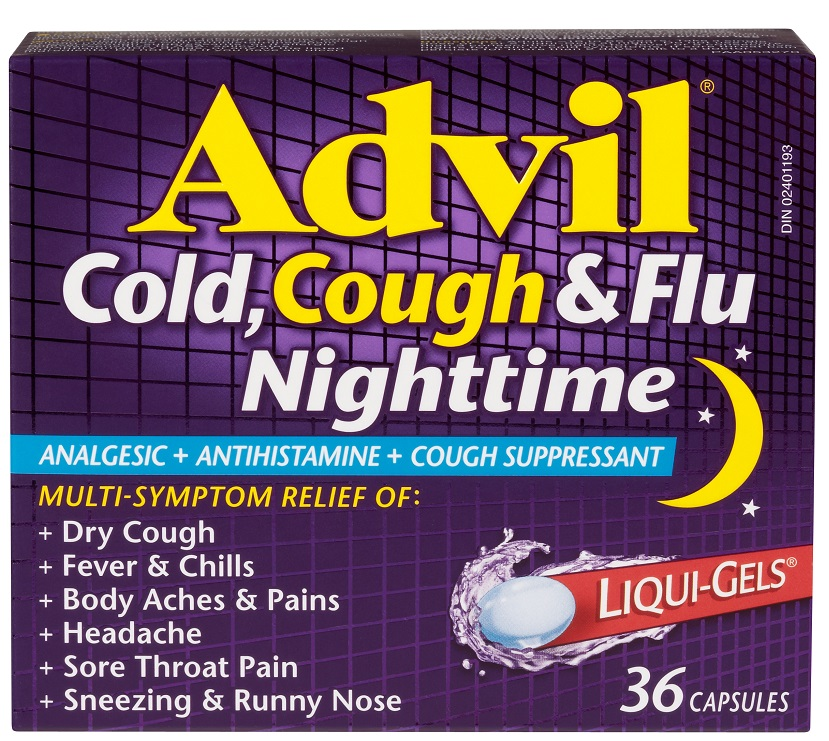 Advil®
DIN 02401193
Cold, Cough & Flu
Nighttime
ANALGESIC + ANTIHISTAMINE + COUGH SUPPRESSANT
MULTI-SYMPTOM RELIEF OF:
+ Dry Cough
+ Fever & Chills
+ Body Aches & Pains
+ Headache
+ Sore Throat Pain
+ Sneezing & Runny Nose
LIQUI-GELS®
36 CAPSULES